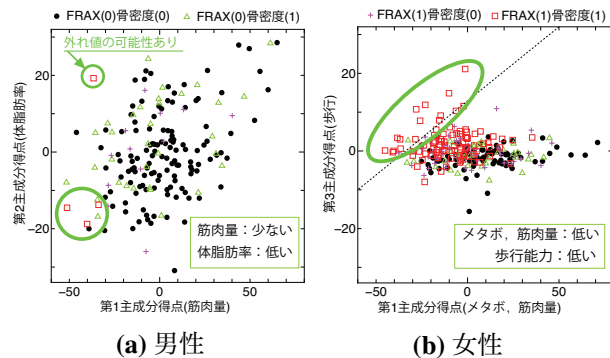 ● FRAX(0)骨密度(0) △ FRAX(0)骨密度(1)
+ FRAX(1)骨密度(0) □ FRAX(1)骨密度(1)
外れ値の可能性あり
第2主成分得点(体脂肪率)
20
0
−20
筋肉量：少ない
体脂肪率：低い
−50
0
50
第1主成分得点(筋肉量)
(a) 男性
第3主成分得点(歩行)
20
0
−20
メタボ，筋肉量：低い
歩行能力：低い
−50
0
50
第1主成分得点(メタボ，筋肉量)
(b) 女性